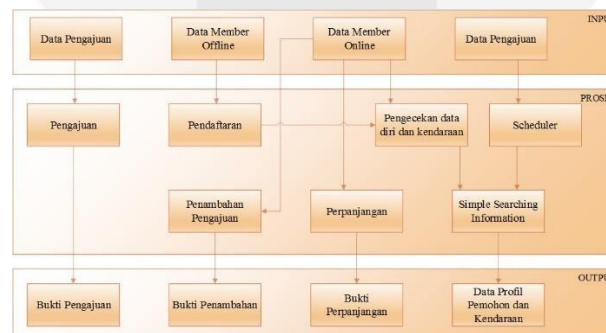 INPU
Data Pengajuan
Data Member
Offline
Data Member
Online
Data Pengajuan
PROSE
Pengajuan
Pendaftaran
Pengecekan data
diri dan kendaraan
Scheduler
Penambahan
Pengajuan
Perpanjangan
Simple Searching
Information
OUTPU
Bukti Pengajuan
Bukti Penambahan
Bukti
Perpanjangan
Data Profil
Pemohon dan
Kendaraan